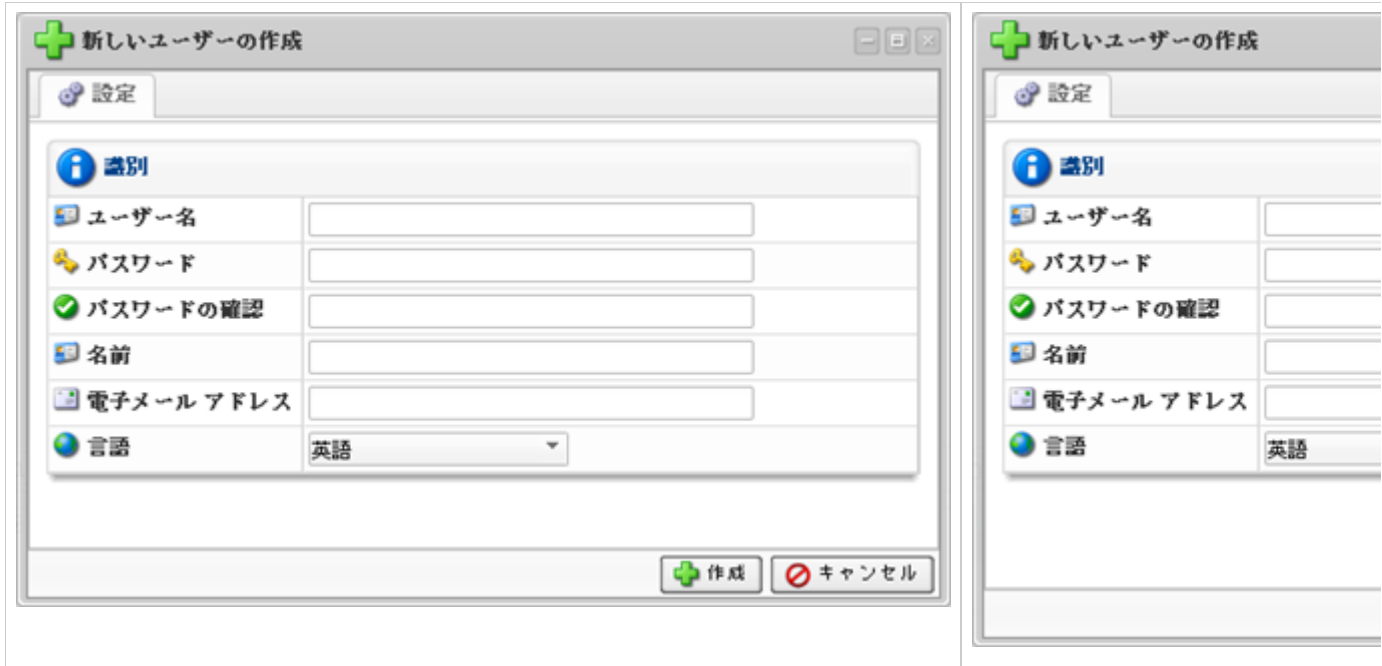 新しいユーザーの作成
設定
識別
ユーザー名
パスワード
パスワードの確認
名前
電子メール アドレス
言語
英語
作成
キャンセル
新しいユーザーの作成
設定
識別
ユーザー名
パスワード
パスワードの確認
名前
電子メール アドレス
言語
英語